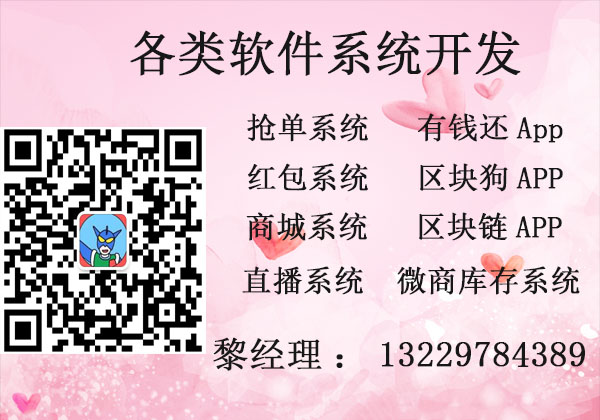 各类软件系统开发
抢单系统 有钱还App
红包系统 区块狗APP
商城系统 区块链APP
直播系统 微商库存系统
黎经理：13229784389